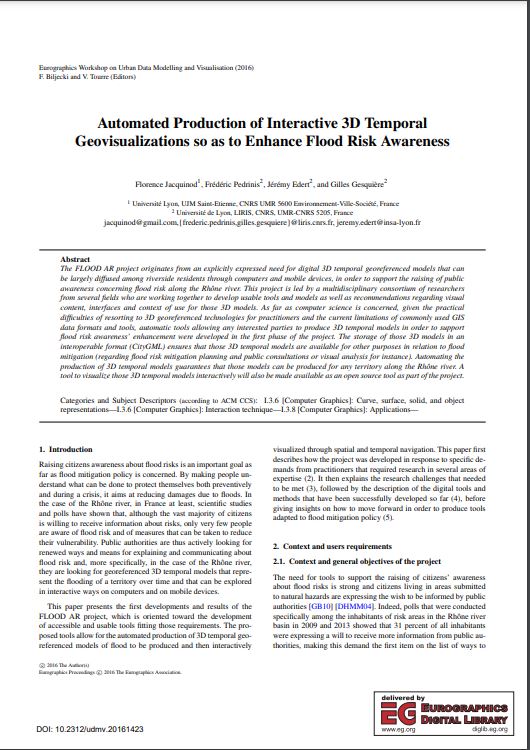 Eurographics Workshop on Urban Data Modelling and Visualisation (2016)
F. Biljecki and V. Tourre (Editors)
Automated Production of Interactive 3D Temporal
Geovisualizations so as to Enhance Flood Risk Awareness
Florence Jacquinod1, Frédéric Pedrinis2, Jérémy Edert2, and Gilles Gesquière2
1 Université Lyon, UJM Saint-Etienne, CNRS UMR 5600 Environnement-Ville-Société, France
2 Université de Lyon, LIRIS, CNRS, UMR-CNRS 5205, France
jacquinod@gmail.com,{frederic.pedrinis,gilles.gesquiere}@liris.cnrs.fr, jeremy.edert@insa-lyon.fr
Abstract
The FLOOD AR project originates from an explicitly expressed need for digital 3D temporal georeferenced models that can
be largely diffused among riverside residents through computers and mobile devices, in order to support the raising of public
awareness concerning flood risk along the Rhône river. This project is led by a multidisciplinary consortium of researchers
from several fields who are working together to develop usable tools and models as well as recommendations regarding visual
content, interfaces and context of use for those 3D models. As far as computer science is concerned, given the practical
difficulties of resorting to 3D georeferenced technologies for practitioners and the current limitations of commonly used GIS
data formats and tools, automatic tools allowing any interested parties to produce 3D temporal models in order to support
flood risk awareness' enhancement were developed in the first phase of the project. The storage of those 3D models in an
interoperable format (CityGML) ensures that those 3D temporal models are available for other purposes in relation to flood
mitigation (regarding flood risk mitigation planning and public consultations or visual analysis for instance). Automating the
production of 3D temporal models guarantees that those models can be produced for any territory along the Rhône river. A
tool to visualize those 3D temporal models interactively will also be made available as an open source tool as part of the project.
Categories and Subject Descriptors (according to ACM CCS): I.3.6 [Computer Graphics]: Curve, surface, solid, and object
representations—I.3.6 [Computer Graphics]: Interaction technique—I.3.8 [Computer Graphics]: Applications—
1. Introduction
Raising citizens awareness about flood risks is an important goal as
far as flood mitigation policy is concerned. By making people un-
derstand what can be done to protect themselves both preventively
and during a crisis, it aims at reducing damages due to floods. In
the case of the Rhône river, in France at least, scientific studies
and polls have shown that, although the vast majority of citizens
is willing to receive information about risks, only very few people
are aware of flood risk and of measures that can be taken to reduce
their vulnerability. Public authorities are thus actively looking for
renewed ways and means for explaining and communicating about
flood risk and, more specifically, in the case of the Rhône river,
they are looking for georeferenced 3D temporal models that repre-
sent the flooding of a territory over time and that can be explored
in interactive ways on computers and on mobile devices.
This paper presents the first developments and results of the
FLOOD AR project, which is oriented toward the development
of accessible and usable tools fitting those requirements. The pro-
posed tools allow for the automated production of 3D temporal geo-
referenced models of flood to be produced and then interactively
© 2016 The Author(s)
Eurographics Proceedings © 2016 The Eurographics Association.
visualized through spatial and temporal navigation. This paper first
describes how the project was developed in response to specific de-
mands from practitioners that required research in several areas of
expertise (2). It then explains the research challenges that needed
to be met (3), followed by the description of the digital tools and
methods that have been successfully developed so far (4), before
giving insights on how to move forward in order to produce tools
adapted to flood mitigation policy (5).
2. Context and users requirements
2.1. Context and general objectives of the project
The need for tools to support the raising of citizens' awareness
about flood risks is strong and citizens living in areas submitted
to natural hazards are expressing the wish to be informed by public
authorities [GB10] [DHMM04]. Indeed, polls that were conducted
specifically among the inhabitants of risk areas in the Rhône river
basin in 2009 and 2013 showed that 31 percent of all inhabitants
were expressing a will to receive more information from public au-
thorities, making this demand the first item on the list of ways to
delivered by
EG EUROGRAPHICS
DIGITAL LIBRARY
www.eg.org diglib.eg.org
DOI: 10.2312/udmv.20161423